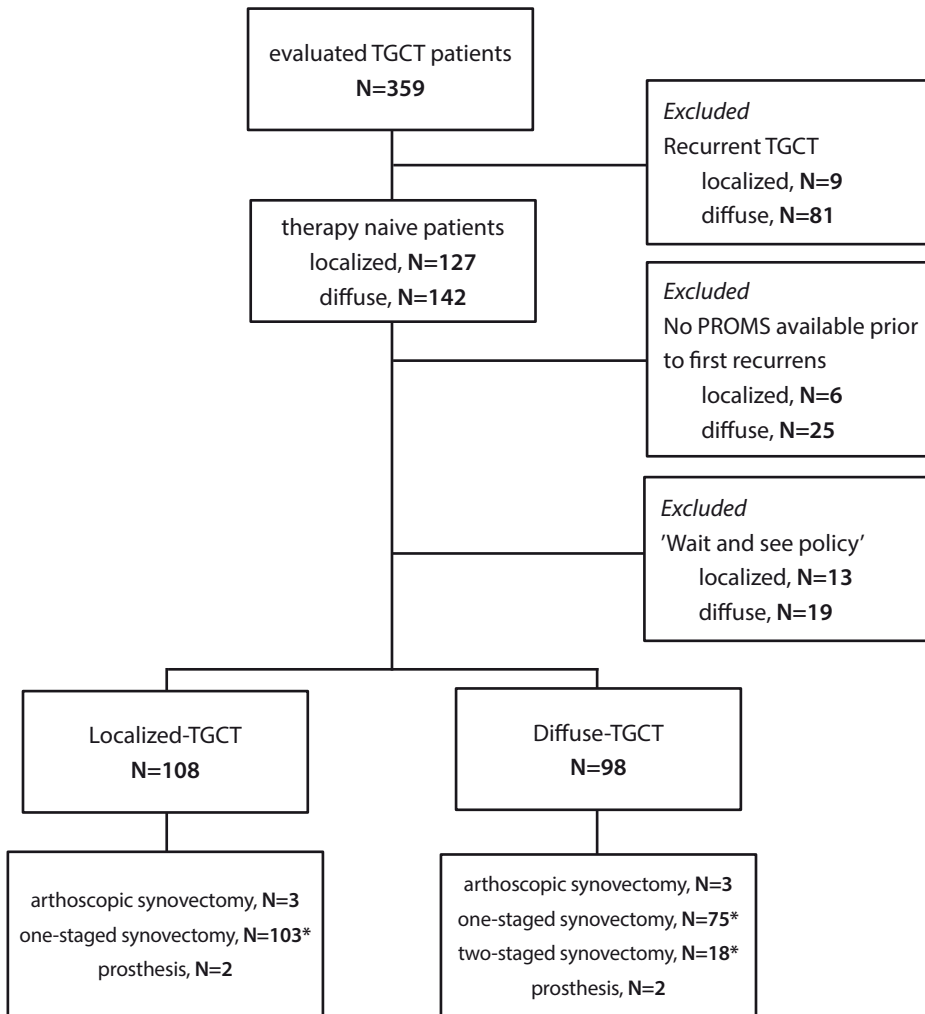 evaluated TGCT patients
N=359
Excluded
Recurrent TGCT
localized, N=9
diffuse, N=81
therapy naive patients
localized, N=127
diffuse, N=142
Excluded
No PROMS available prior
to first recurrens
localized, N=6
diffuse, N=25
Excluded
'Wait and see policy'
localized, N=13
diffuse, N=19
Localized-TGCT
N=108
Diffuse-TGCT
N=98
arthoscopic synovectomy, N=3
one-staged synovectomy, N=103*
prosthesis, N=2
arthoscopic synovectomy, N=3
one-staged synovectomy, N=75*
two-staged synovectomy, N=18*
prosthesis, N=2